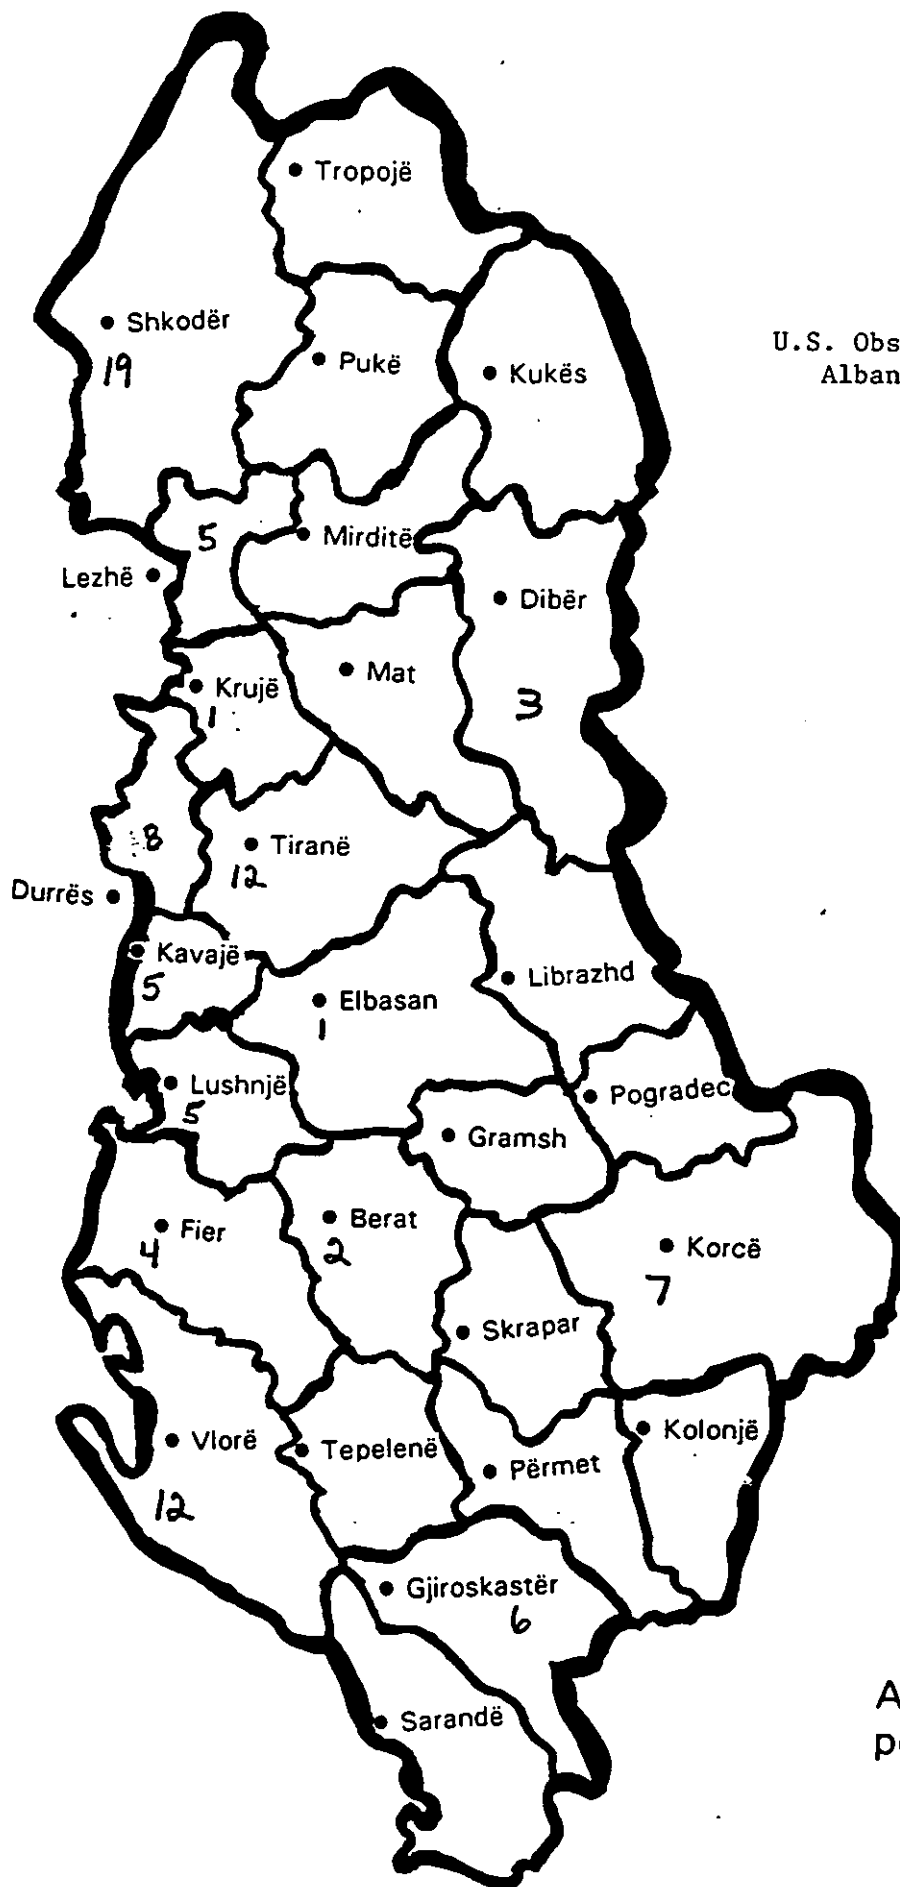 Tropojë
Shkodër
19
Pukë
Kukës
U.S. Obs
Alban
5
Mirditë
Lezhë
Dibër
Mat
Krujë
1
3
8
Tiranë
12
Durrës
Kavajë
5
Librazhd
Elbasan
1
Lushnjë
5
Pogradec
Gramsh
Fier
4
Berat
2
Korcë
7
Skrapar
Vlorë
12
Tepelenë
Kolonjë
Përmet
Gjiroskastër
6
Sarandë
A
p